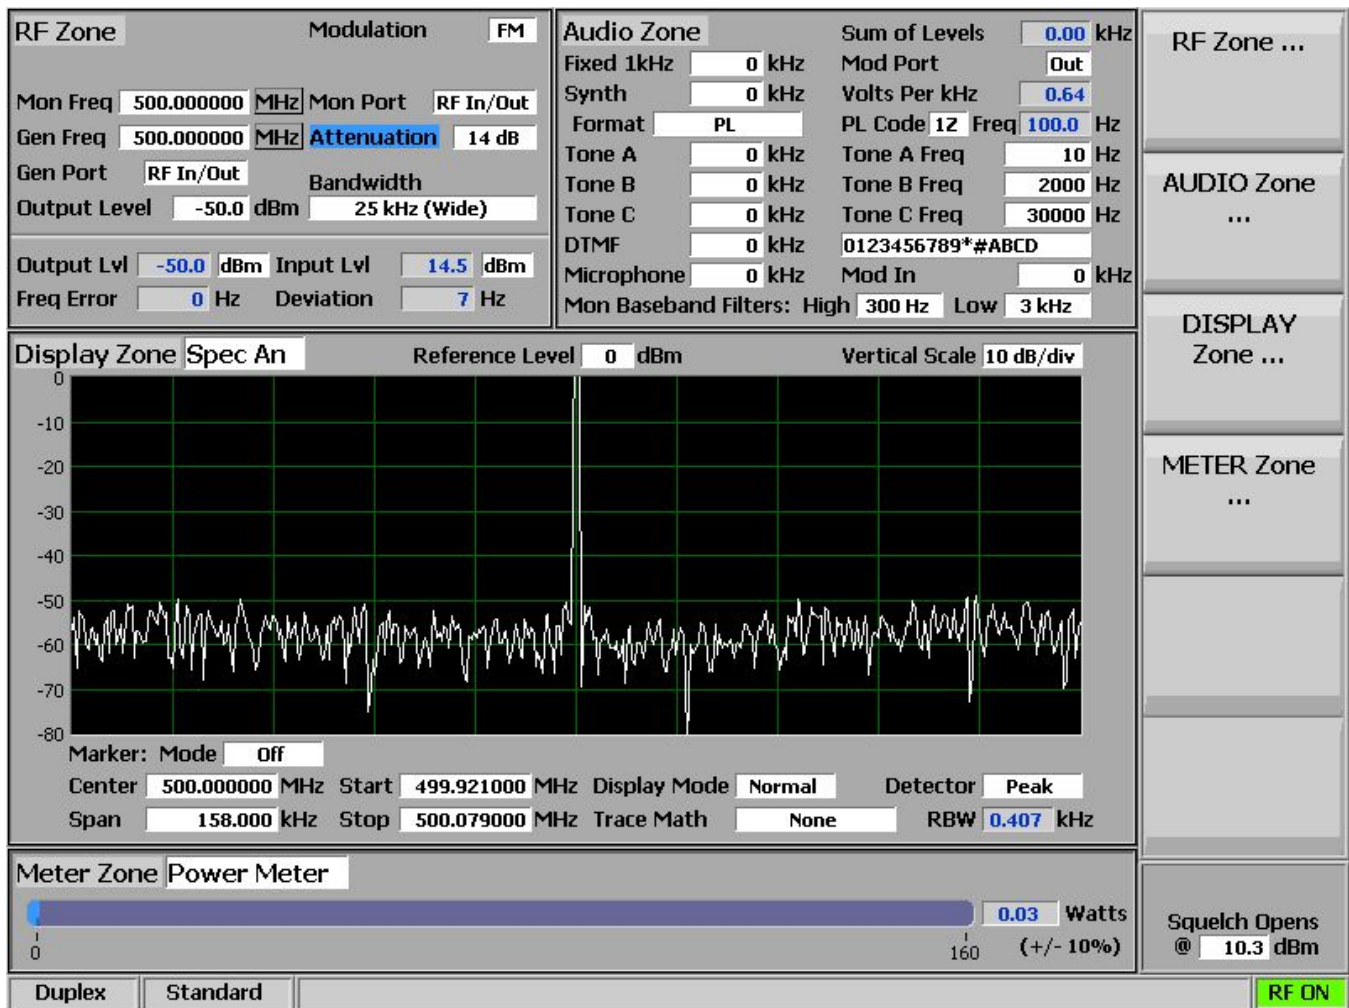 RF Zone
Modulation FM
Mon Freq 500.000000 MHz Mon Port RF In/Out
Gen Freq 500.000000 MHz Attenuation 14 dB
Gen Port RF In/Out
Bandwidth
Output Level -50.0 dBm 25 kHz (Wide)
Output Lvl -50.0 dBm Input Lvl 14.5 dBm
Freq Error 0 Hz Deviation 7 Hz
Audio Zone Sum of Levels 0.00 kHz
Fixed 1kHz 0 kHz Mod Port Out
Synth 0 kHz Volts Per kHz 0.64
Format PL PL Code 1Z Freq 100.0 Hz
Tone A 0 kHz Tone A Freq 10 Hz
Tone B 0 kHz Tone B Freq 2000 Hz
Tone C 0 kHz Tone C Freq 30000 Hz
DTMF 0 kHz 0123456789*#ABCD
Microphone 0 kHz Mod In 0 kHz
Mon Baseband Filters: High 300 Hz Low 3 kHz
Display Zone Spec An Reference Level 0 dBm Vertical Scale 10 dB/div
0
-10
-20
-30
-40
-50
-60
-70
-80
Marker: Mode Off
Center 500.000000 MHz Start 499.921000 MHz Display Mode Normal Detector Peak
Span 158.000 kHz Stop 500.079000 MHz Trace Math None RBW 0.407 kHz
Meter Zone Power Meter
0.03 Watts
0 160 (+/- 10%)
RF Zone ...
AUDIO Zone
...
DISPLAY
Zone ...
METER Zone
...
Squelch Opens
@ 10.3 dBm
Duplex Standard RF ON